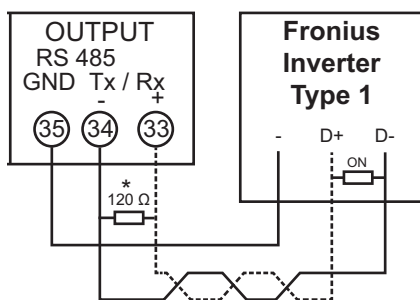 OUTPUT
RS 485
GND Tx / Rx
- +
35 34 33
*
120 Ω
Fronius
Inverter
Type 1
- D+ D-
ON